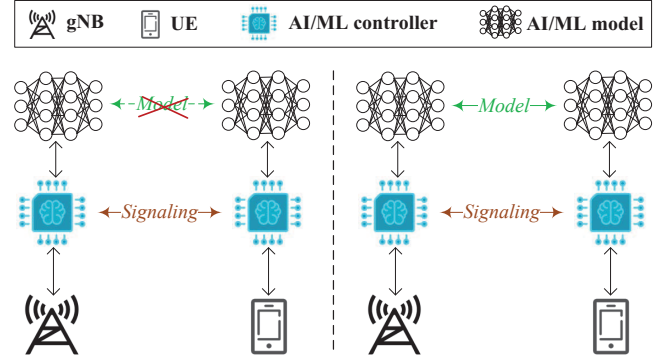 gNB UE AI/ML controller AI/ML model
Model Model
Signaling Signaling